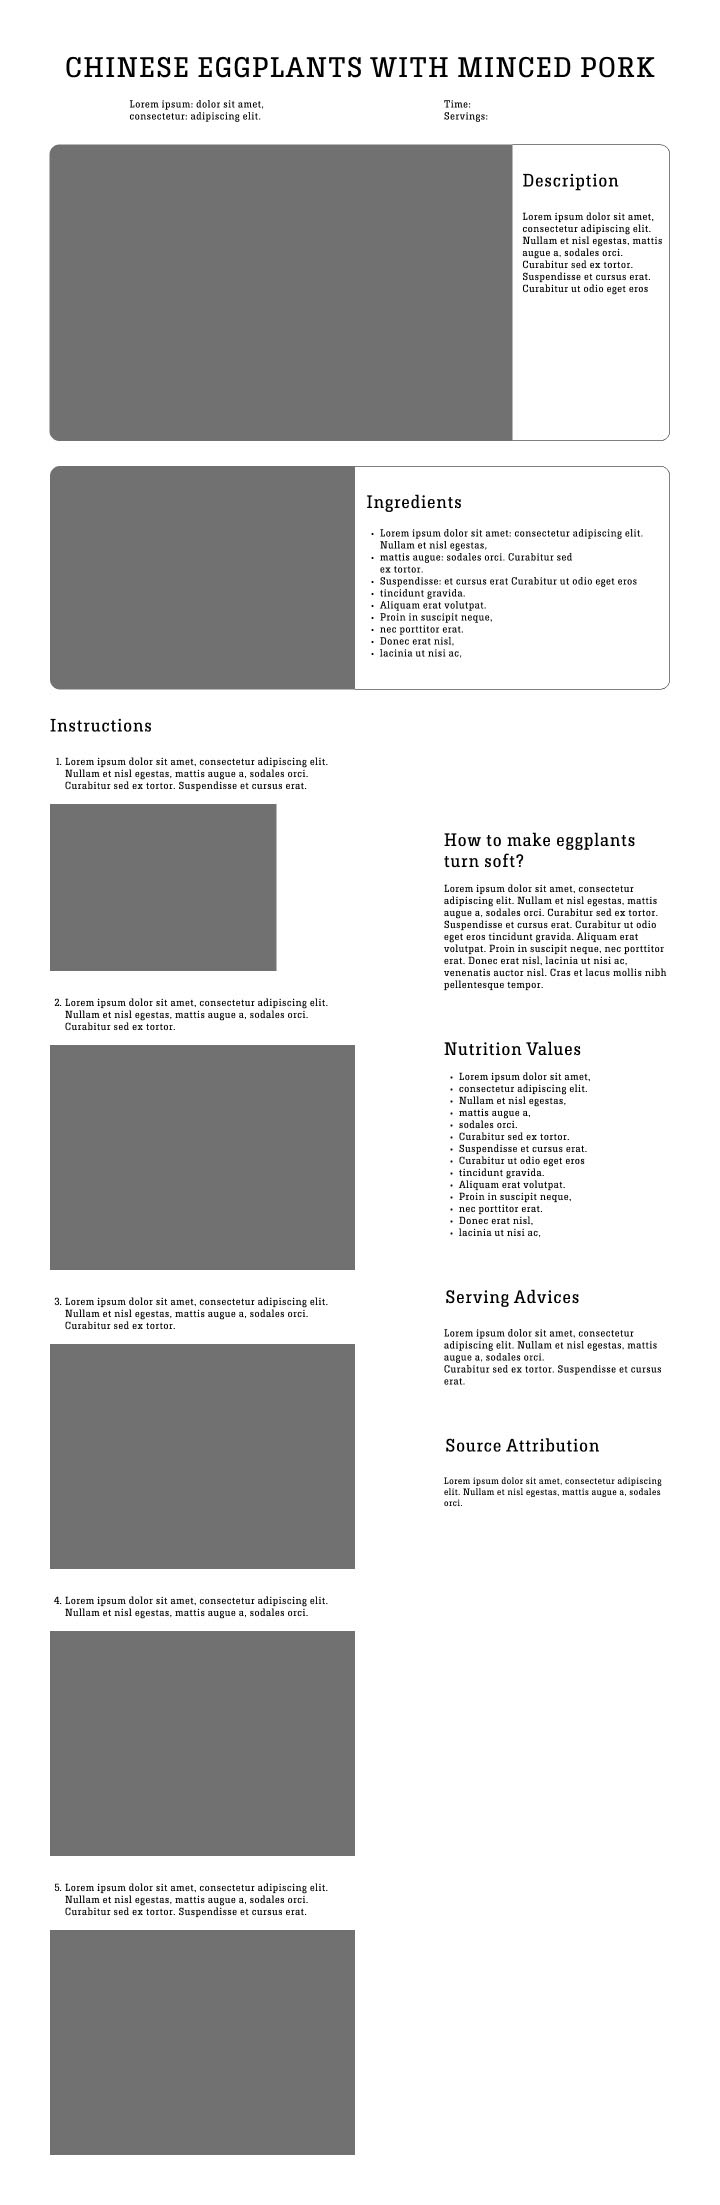 CHINESE EGGPLANTS WITH MINCED PORK
Lorem ipsum: dolor sit amet,
consectetur: adipiscing elit.
Time:
Servings:
Description
Lorem ipsum dolor sit amet,
consectetur adipiscing elit.
Nullam et nisl egestas, mattis
augue a, sodales orci.
Curabitur sed ex tortor.
Suspendisse et cursus erat.
Curabitur ut odio eget eros
Ingredients
• Lorem ipsum dolor sit amet: consectetur adipiscing elit.
Nullam et nisl egestas,
• mattis augue: sodales orci. Curabitur sed
ex tortor.
• Suspendisse: et cursus erat Curabitur ut odio eget eros
• tincidunt gravida.
• Aliquam erat volutpat.
• Proin in suscipit neque,
• nec porttitor erat.
• Donec erat nisl,
• lacinia ut nisi ac,
Instructions
1. Lorem ipsum dolor sit amet, consectetur adipiscing elit.
Nullam et nisl egestas, mattis augue a, sodales orci.
Curabitur sed ex tortor. Suspendisse et cursus erat.
2. Lorem ipsum dolor sit amet, consectetur adipiscing elit.
Nullam et nisl egestas, mattis augue a, sodales orci.
Curabitur sed ex tortor.
3. Lorem ipsum dolor sit amet, consectetur adipiscing elit.
Nullam et nisl egestas, mattis augue a, sodales orci.
Curabitur sed ex tortor.
4. Lorem ipsum dolor sit amet, consectetur adipiscing elit.
Nullam et nisl egestas, mattis augue a, sodales orci.
5. Lorem ipsum dolor sit amet, consectetur adipiscing elit.
Nullam et nisl egestas, mattis augue a, sodales orci.
Curabitur sed ex tortor. Suspendisse et cursus erat.
How to make eggplants
turn soft?
Lorem ipsum dolor sit amet, consectetur
adipiscing elit. Nullam et nisl egestas, mattis
augue a, sodales orci. Curabitur sed ex tortor.
Suspendisse et cursus erat. Curabitur ut odio
eget eros tincidunt gravida. Aliquam erat
volutpat. Proin in suscipit neque, nec porttitor
erat. Donec erat nisl, lacinia ut nisi ac,
venenatis auctor nisl. Cras et lacus mollis nibh
pellentesque tempor.
Nutrition Values
• Lorem ipsum dolor sit amet,
• consectetur adipiscing elit.
• Nullam et nisl egestas,
• mattis augue a,
• sodales orci.
• Curabitur sed ex tortor.
• Suspendisse et cursus erat.
• Curabitur ut odio eget eros
• tincidunt gravida.
• Aliquam erat volutpat.
• Proin in suscipit neque,
• nec porttitor erat.
• Donec erat nisl,
• lacinia ut nisi ac,
Serving Advices
Lorem ipsum dolor sit amet, consectetur
adipiscing elit. Nullam et nisl egestas, mattis
augue a, sodales orci.
Curabitur sed ex tortor. Suspendisse et cursus
erat.
Source Attribution
Lorem ipsum dolor sit amet, consectetur adipiscing
elit. Nullam et nisl egestas, mattis augue a, sodales
orci.